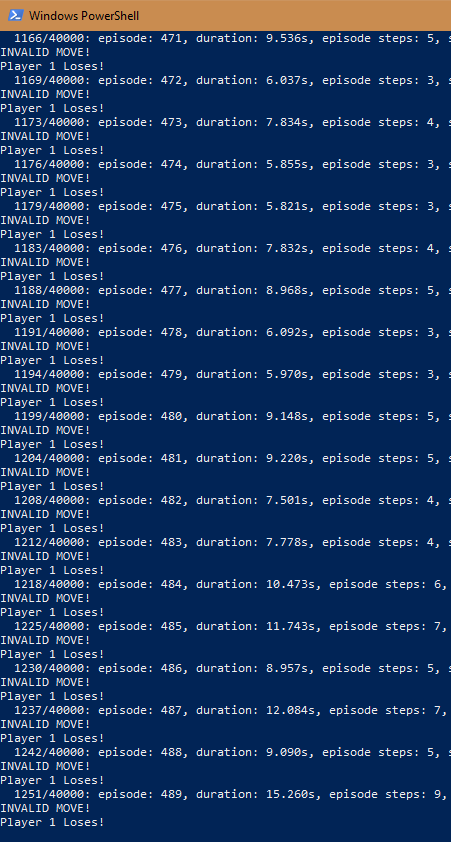 Windows PowerShell
1166/40000: episode: 471, duration: 9.536s, episode steps: 5, s
INVALID MOVE!
Player 1 Loses!
1169/40000: episode: 472, duration: 6.037s, episode steps: 3, s
INVALID MOVE!
Player 1 Loses!
1173/40000: episode: 473, duration: 7.834s, episode steps: 4, s
INVALID MOVE!
Player 1 Loses!
1176/40000: episode: 474, duration: 5.855s, episode steps: 3, s
INVALID MOVE!
Player 1 Loses!
1179/40000: episode: 475, duration: 5.821s, episode steps: 3, s
INVALID MOVE!
Player 1 Loses!
1183/40000: episode: 476, duration: 7.832s, episode steps: 4, s
INVALID MOVE!
Player 1 Loses!
1188/40000: episode: 477, duration: 8.968s, episode steps: 5, s
INVALID MOVE!
Player 1 Loses!
1191/40000: episode: 478, duration: 6.092s, episode steps: 3, s
INVALID MOVE!
Player 1 Loses!
1194/40000: episode: 479, duration: 5.970s, episode steps: 3, s
INVALID MOVE!
Player 1 Loses!
1199/40000: episode: 480, duration: 9.148s, episode steps: 5, s
INVALID MOVE!
Player 1 Loses!
1204/40000: episode: 481, duration: 9.220s, episode steps: 5, s
INVALID MOVE!
Player 1 Loses!
1208/40000: episode: 482, duration: 7.501s, episode steps: 4, s
INVALID MOVE!
Player 1 Loses!
1212/40000: episode: 483, duration: 7.778s, episode steps: 4, s
INVALID MOVE!
Player 1 Loses!
1218/40000: episode: 484, duration: 10.473s, episode steps: 6,
INVALID MOVE!
Player 1 Loses!
1225/40000: episode: 485, duration: 11.743s, episode steps: 7,
INVALID MOVE!
Player 1 Loses!
1230/40000: episode: 486, duration: 8.957s, episode steps: 5, s
INVALID MOVE!
Player 1 Loses!
1237/40000: episode: 487, duration: 12.084s, episode steps: 7,
INVALID MOVE!
Player 1 Loses!
1242/40000: episode: 488, duration: 9.090s, episode steps: 5, s
INVALID MOVE!
Player 1 Loses!
1251/40000: episode: 489, duration: 15.260s, episode steps: 9,
INVALID MOVE!
Player 1 Loses!